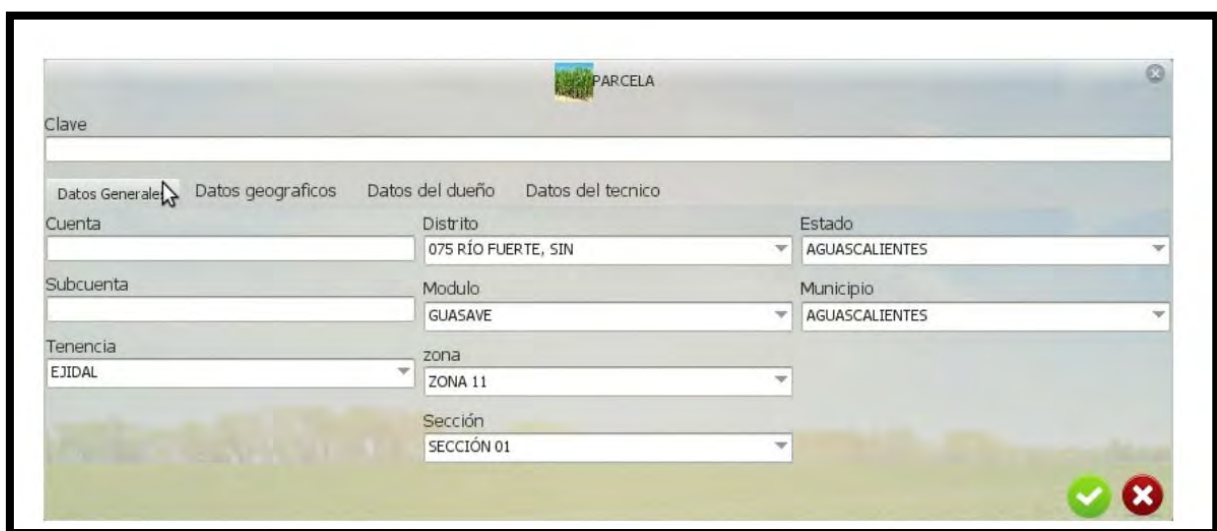 PARCELA
Clave
Datos Generales Datos geograficos Datos del dueño Datos del tecnico
Cuenta Distrito Estado
075 RÍO FUERTE, SIN AGUASCALIENTES
Subcuenta Modulo Municipio
GUASAVE AGUASCALIENTES
Tenencia zona
EJIDAL ZONA 11
Sección
SECCIÓN 01